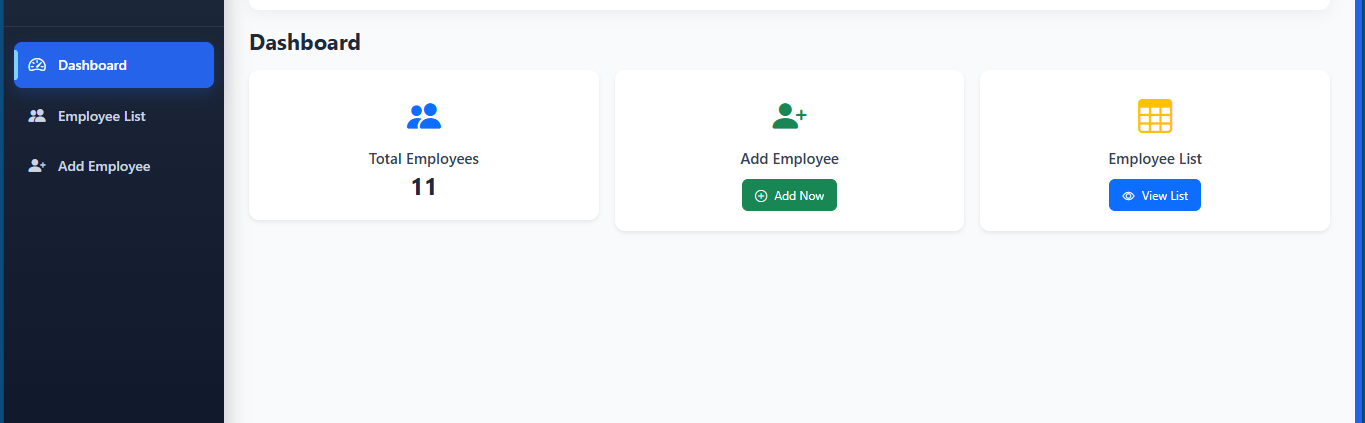 Dashboard
Employee List
Add Employee
Dashboard
Total Employees
11
Add Employee
Add Now
Employee List
View List